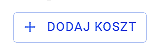 + DODAJ KOSZT